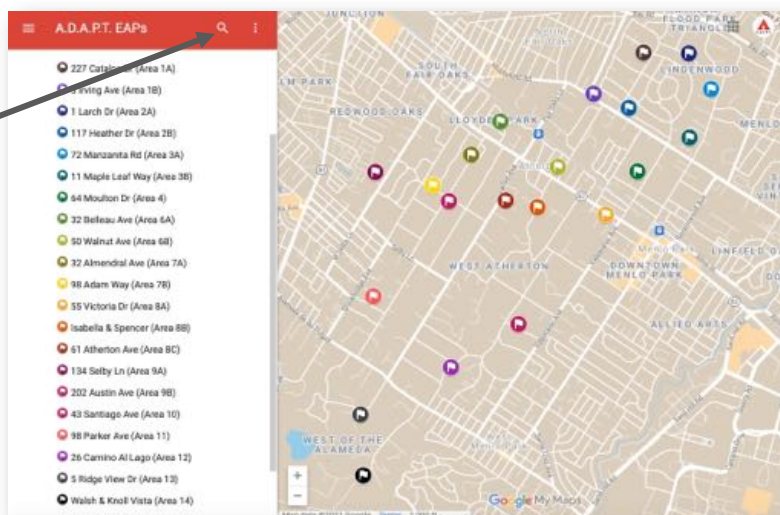 A.D.A.P.T. EAPs
(Area 1A)
Irving Ave (Area 1B)
1 Larch Dr (Area 2A)
117 Heather Dr (Area 2B)
72 Manzanita Rd (Area 3A)
11 Maple Leaf Way (Area 3B)
64 Moulton Dr (Area 4)
32 Belleau Ave (Area 6A)
50 Walnut Ave (Area 6B)
32 Almendral Ave (Area 7A)
98 Adam Way (Area 7B)
55 Victoria Dr (Area 8A)
Isabella & Spencer (Area 8B)
61 Atherton Ave (Area 8C)
134 Selby Ln (Area 9A)
202 Austin Ave (Area 9B)
43 Santiago Ave (Area 10)
98 Parker Ave (Area 11)
26 Camino Al Lago (Area 12)
5 Ridge View Dr (Area 13)
Walsh & Knoll Vista (Area 14)
JUNCTION
FLOOD PARK
TRIANGLE
SOUTH
FAIR OAKS
LINDENWOOD
LM PARK
REDWOOD OAKS
LLOYDEN PARK
MENLO
WEST ATHERTON
Menlo Park
DOWNTOWN
MENLO PARK
LINFIELD O
ALLIED ARTS
WEST OF THE
ALAMEDA
Google My Maps